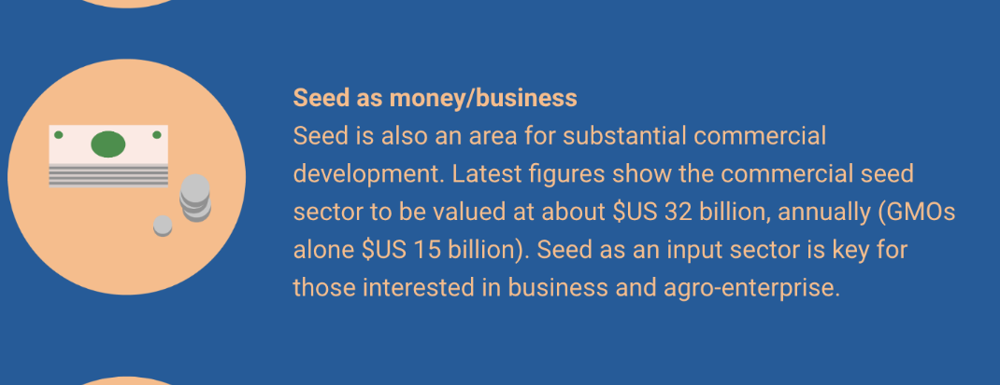 Seed as money/business
Seed is also an area for substantial commercial
development. Latest figures show the commercial seed
sector to be valued at about $US 32 billion, annually (GMOs
alone $US 15 billion). Seed as an input sector is key for
those interested in business and agro-enterprise.